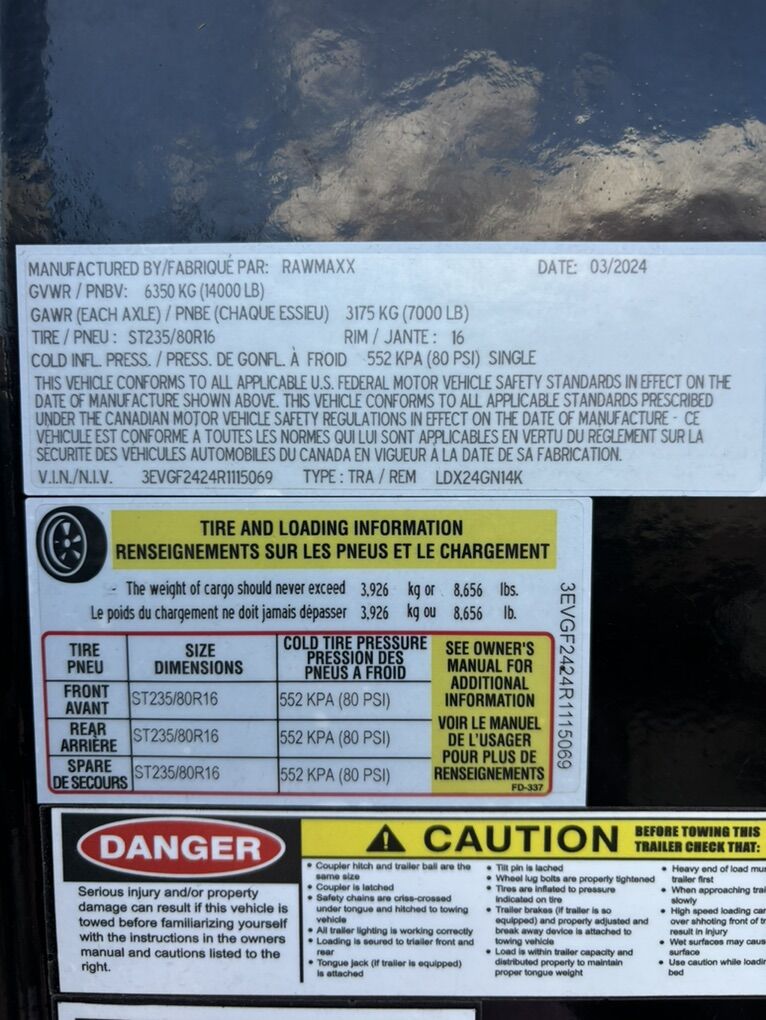 MANUFACTURED BY/FABRIQUÉ PAR: RAWMAXX DATE: 03/2024
GVWR / PNBV: 6350 KG (14000 LB)
GAWR (EACH AXLE) / PNBE (CHAQUE ESSIEU) 3175 KG (7000 LB)
TIRE / PNEU : ST235/80R16 RIM / JANTE : 16
COLD INFL. PRESS. / PRESS. DE GONFL. À FROID 552 KPA (80 PSI) SINGLE
THIS VEHICLE CONFORMS TO ALL APPLICABLE U.S. FEDERAL MOTOR VEHICLE SAFETY STANDARDS IN EFFECT ON THE
DATE OF MANUFACTURE SHOWN ABOVE. THIS VEHICLE CONFORMS TO ALL APPLICABLE STANDARDS PRESCRIBED
UNDER THE CANADIAN MOTOR VEHICLE SAFETY REGULATIONS IN EFFECT ON THE DATE OF MANUFACTURE - CE
VEHICULE EST CONFORME A TOUTES LES NORMES QUI LUI SONT APPLICABLES EN VERTU DU REGLEMENT SUR LA
SECURITE DES VEHICULES AUTOMOBILES DU CANADA EN VIGUEUR À LA DATE DE SA FABRICATION.
V.I.N./N.I.V. 3EVGF2424R1115069 TYPE : TRA / REM LDX24GN14K
TIRE AND LOADING INFORMATION
RENSEIGNEMENTS SUR LES PNEUS ET LE CHARGEMENT
- The weight of cargo should never exceed 3,926 kg or 8,656 lbs.
Le poids du chargement ne doit jamais dépasser 3,926 kg ou 8,656 lb.
TIRE
PNEU
SIZE
DIMENSIONS
COLD TIRE PRESSURE
PRESSION DES
PNEUS A FROID
FRONT
AVANT
ST235/80R16
552 KPA (80 PSI)
REAR
ARRIÈRE
ST235/80R16
552 KPA (80 PSI)
SPARE
DE SECOURS
ST235/80R16
552 KPA (80 PSI)
SEE OWNER'S
MANUAL FOR
ADDITIONAL
INFORMATION
VOIR LE MANUEL
DE L'USAGER
POUR PLUS DE
RENSEIGNEMENTS
FD-337
3EVGF2424R1115069
DANGER
Serious injury and/or property
damage can result if this vehicle is
towed before familiarizing yourself
with the instructions in the owners
manual and cautions listed to the
right.
CAUTION
BEFORE TOWING THIS
TRAILER CHECK THAT:
• Coupler hitch and trailer ball are the
same size
• Coupler is latched
• Safety chains are criss-crossed
under tongue and hitched to towing
vehicle
• All trailer lighting is working correctly
• Loading is seured to trialer front and
rear
• Tongue jack (if trailer is equipped)
is attached
• Tilt pin is lached
• Wheel lug bolts are properly tightened
• Tires are inflated to pressure
indicated on tire
• Trailer brakes (if trailer is so
equipped) and property adjusted and
break away device is attached to
towing vehicle
• Load is within trailer capacity and
distributed property to maintain
proper tongue weight
• Heavy end of load
trailer first
• When approaching
slowly
• High speed loading
over shhoting front of
result in injury
• Wet surfaces may
surface
• Use caution while
bed